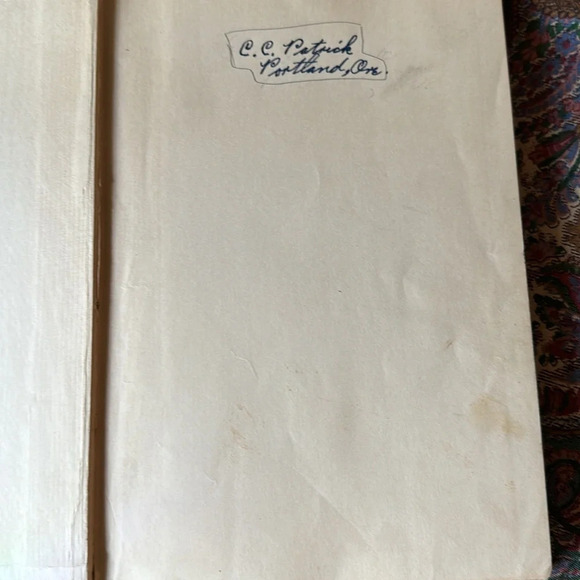 C. C. Patrick
Portland, Ore.